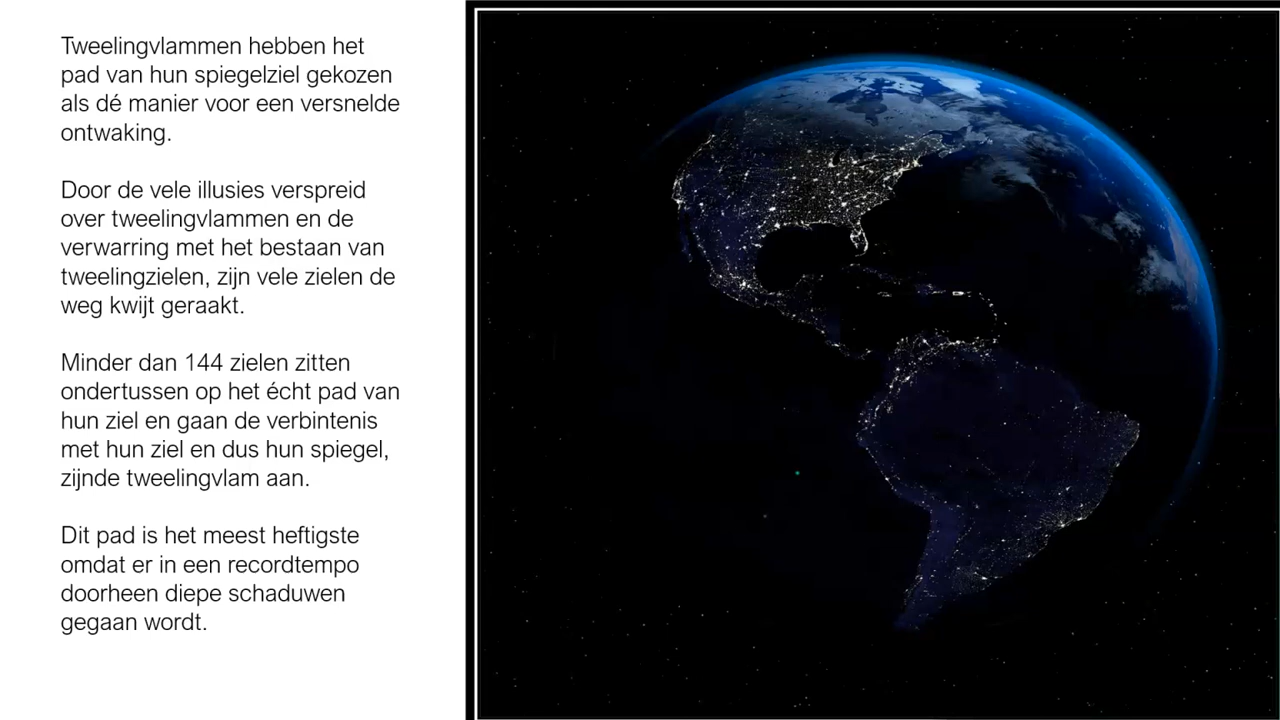 Tweelingvlammen hebben het
pad van hun spiegelziel gekozen
als dé manier voor een versnelde
ontwaking.
Door de vele illusies verspreid
over tweelingvlammen en de
verwarring met het bestaan van
tweelingzielen, zijn vele zielen de
weg kwijt geraakt.
Minder dan 144 zielen zitten
ondertussen op het écht pad van
hun ziel en gaan de verbintenis
met hun ziel en dus hun spiegel,
zijnde tweelingvlam aan.
Dit pad is het meest heftigste
omdat er in een recordtempo
doorheen diepe schaduwen
gegaan wordt.